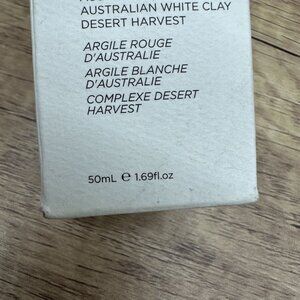 AUSTRALIAN WHITE CLAY
DESERT HARVEST
ARGILE ROUGE
D'AUSTRALIE
ARGILE BLANCHE
D'AUSTRALIE
COMPLEXE DESERT
HARVEST
50mL ℮ 1.69fl.oz